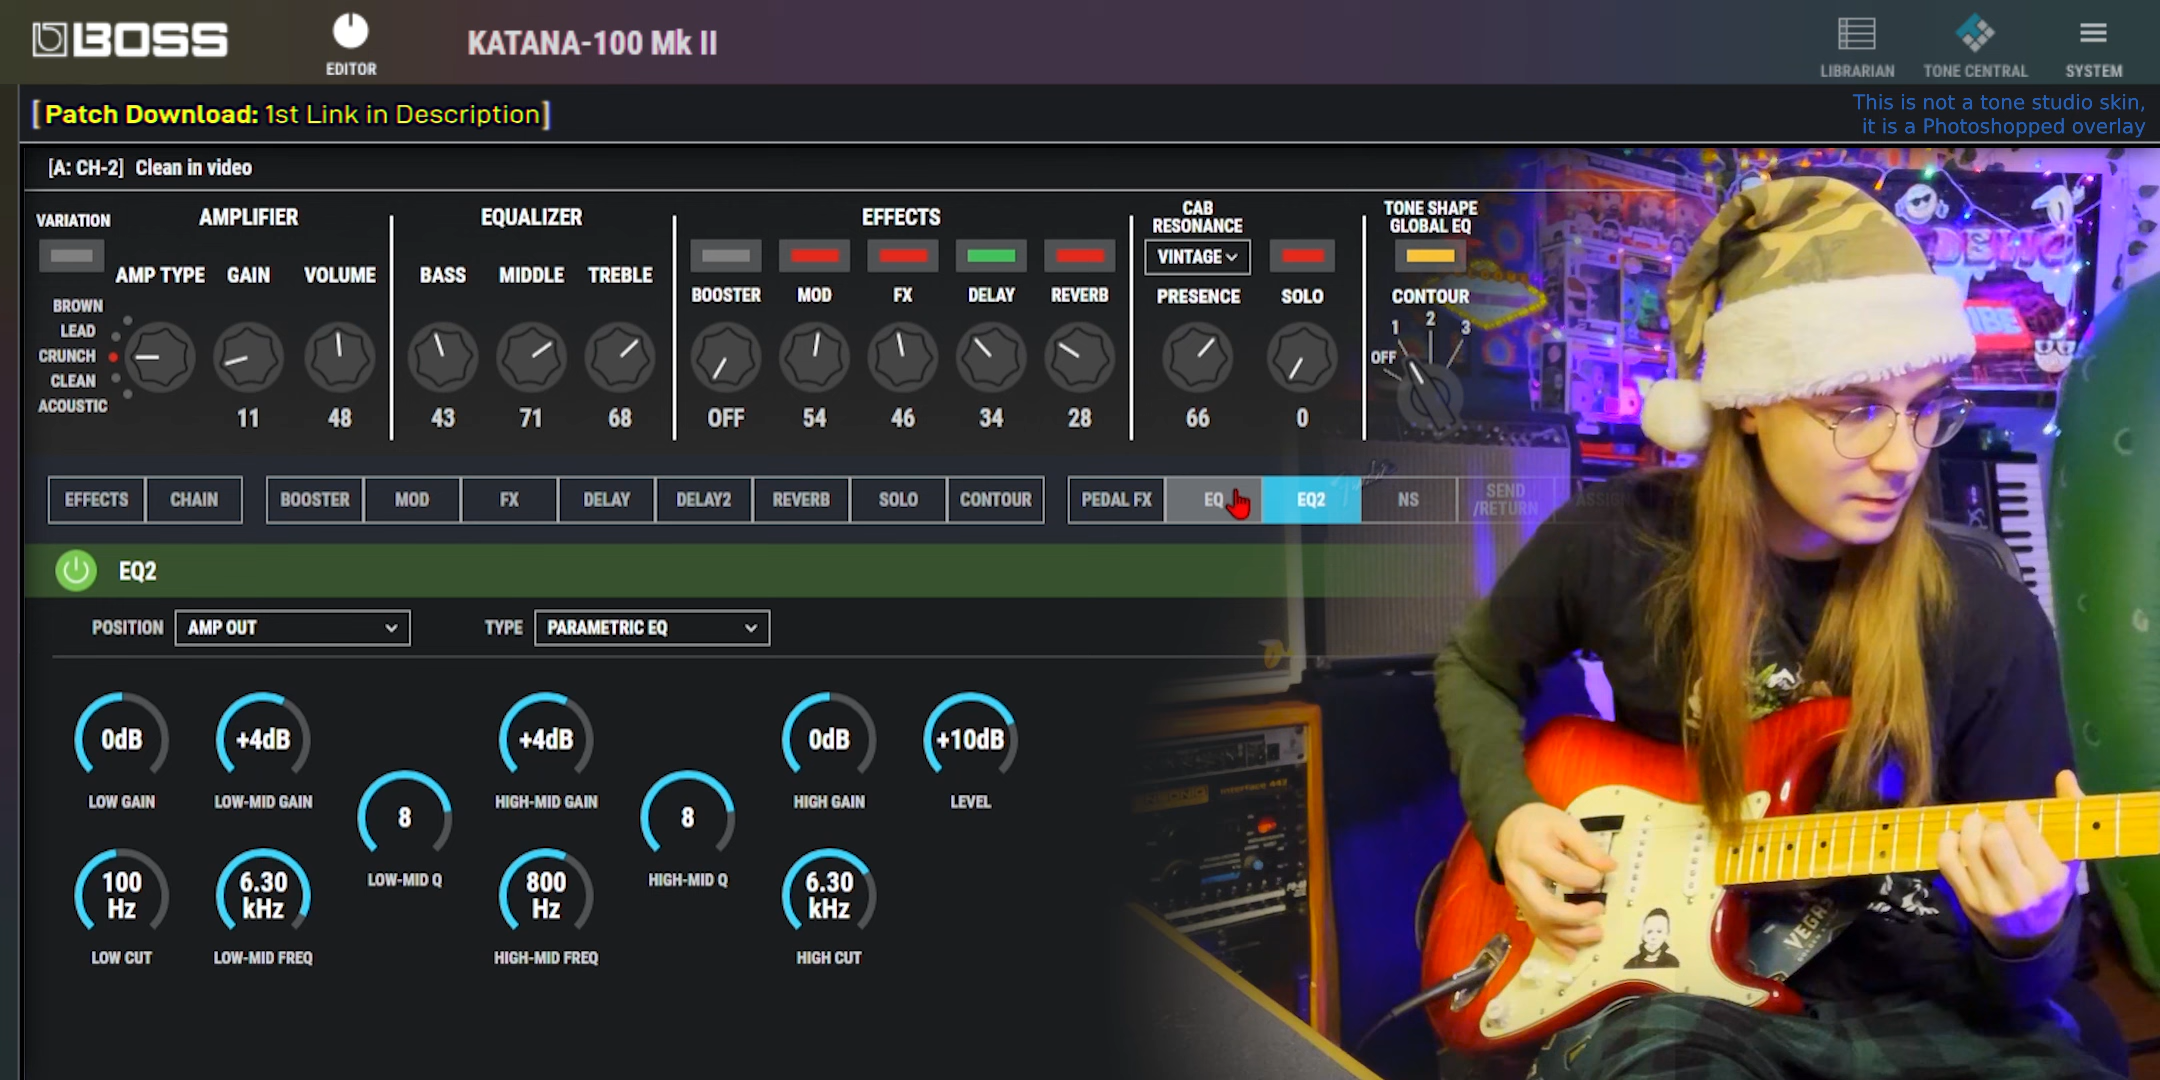 BOSS
EDITOR
KATANA-100 Mk II
LIBRARIAN
TONE CENTRAL
SYSTEM
[Patch Download: 1st Link in Description]
This is not a tone studio skin,
it is a Photoshopped overlay
[A: CH-2] Clean in video
VARIATION
AMPLIFIER
AMP TYPE
GAIN
VOLUME
BROWN
LEAD
CRUNCH
CLEAN
ACOUSTIC
11
48
EQUALIZER
BASS
MIDDLE
TREBLE
43
71
68
EFFECTS
BOOSTER
MOD
FX
DELAY
REVERB
OFF
54
46
34
28
CAB
RESONANCE
VINTAGE
PRESENCE
SOLO
66
0
TONE SHAPE
GLOBAL EQ
CONTOUR
OFF
1
2
3
EFFECTS
CHAIN
BOOSTER
MOD
FX
DELAY
DELAY2
REVERB
SOLO
CONTOUR
PEDAL FX
EQ
EQ2
NS
SEND
/RETURN
ASSIGN
EQ2
POSITION
AMP OUT
TYPE
PARAMETRIC EQ
0dB
LOW GAIN
+4dB
LOW-MID GAIN
8
LOW-MID Q
+4dB
HIGH-MID GAIN
8
HIGH-MID Q
0dB
HIGH GAIN
+10dB
LEVEL
100
Hz
LOW CUT
6.30
kHz
LOW-MID FREQ
800
Hz
HIGH-MID FREQ
6.30
kHz
HIGH CUT
Fender
VEGAS